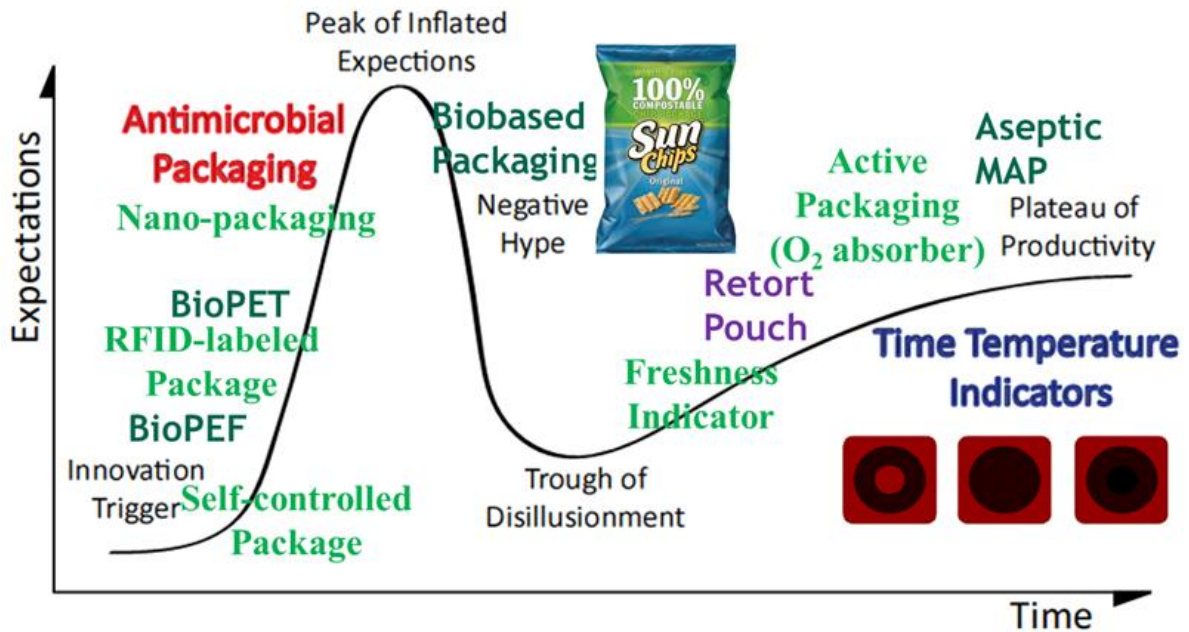 Peak of Inflated
Expections
Expectations
Antimicrobial
Packaging
Nano-packaging
BioPET
RFID-labeled
Package
BioPEF
Innovation
Trigger
Self-controlled
Package
Biobased
Packaging
Negative
Hype
100%
COMPOSTABLE
Sun
Chips
Original
Trough of
Disillusionment
Freshness
Indicator
Retort
Pouch
Active
Packaging
(O₂ absorber)
Aseptic
MAP
Plateau of
Productivity
Time Temperature
Indicators
Time